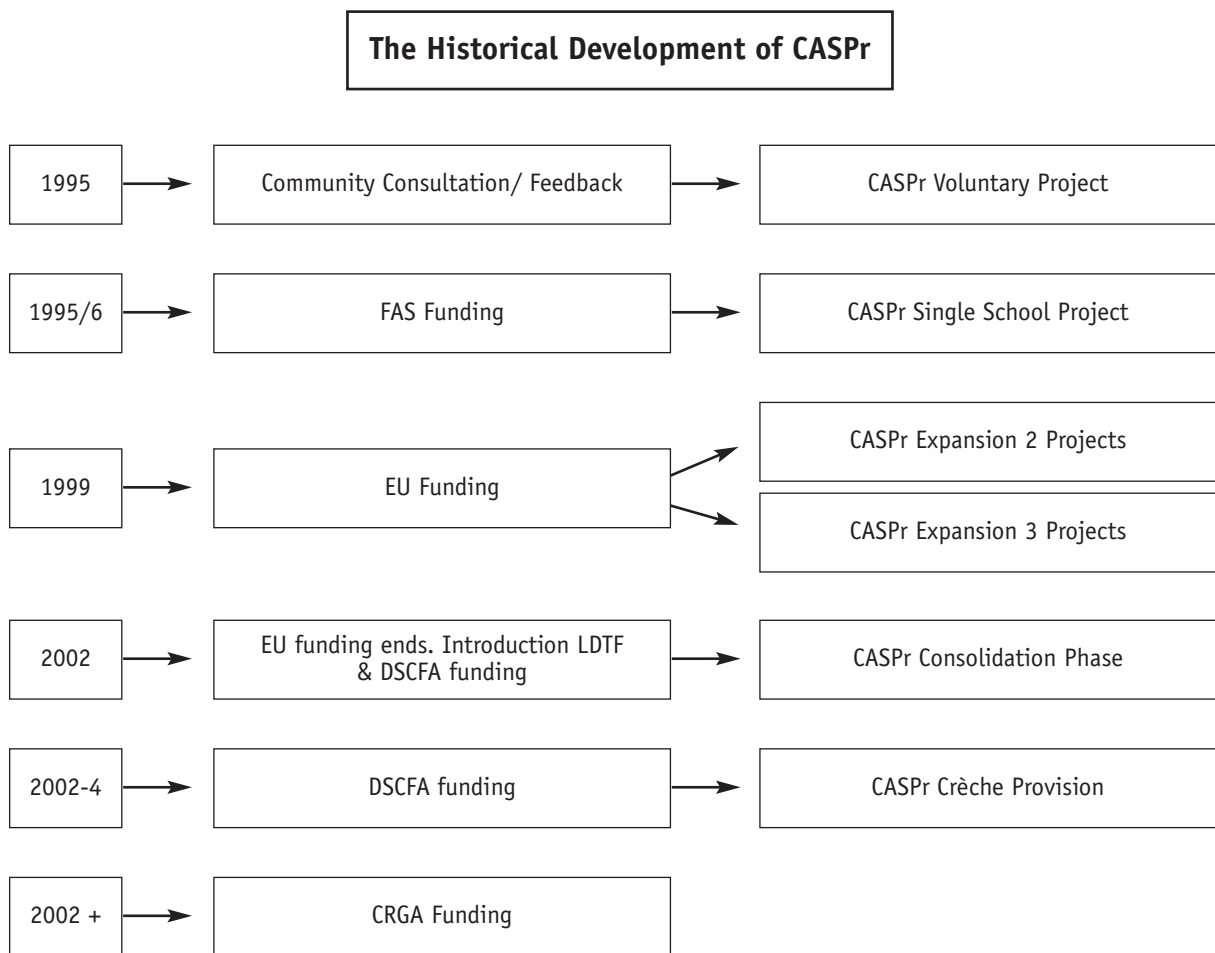 The Historical Development of CASPr
1995
Community Consultation/ Feedback
CASPr Voluntary Project
1995/6
FAS Funding
CASPr Single School Project
1999
EU Funding
CASPr Expansion 2 Projects
CASPr Expansion 3 Projects
2002
EU funding ends. Introduction LDTF
& DSCFA funding
CASPr Consolidation Phase
2002-4
DSCFA funding
CASPr Crèche Provision
2002 +
CRGA Funding